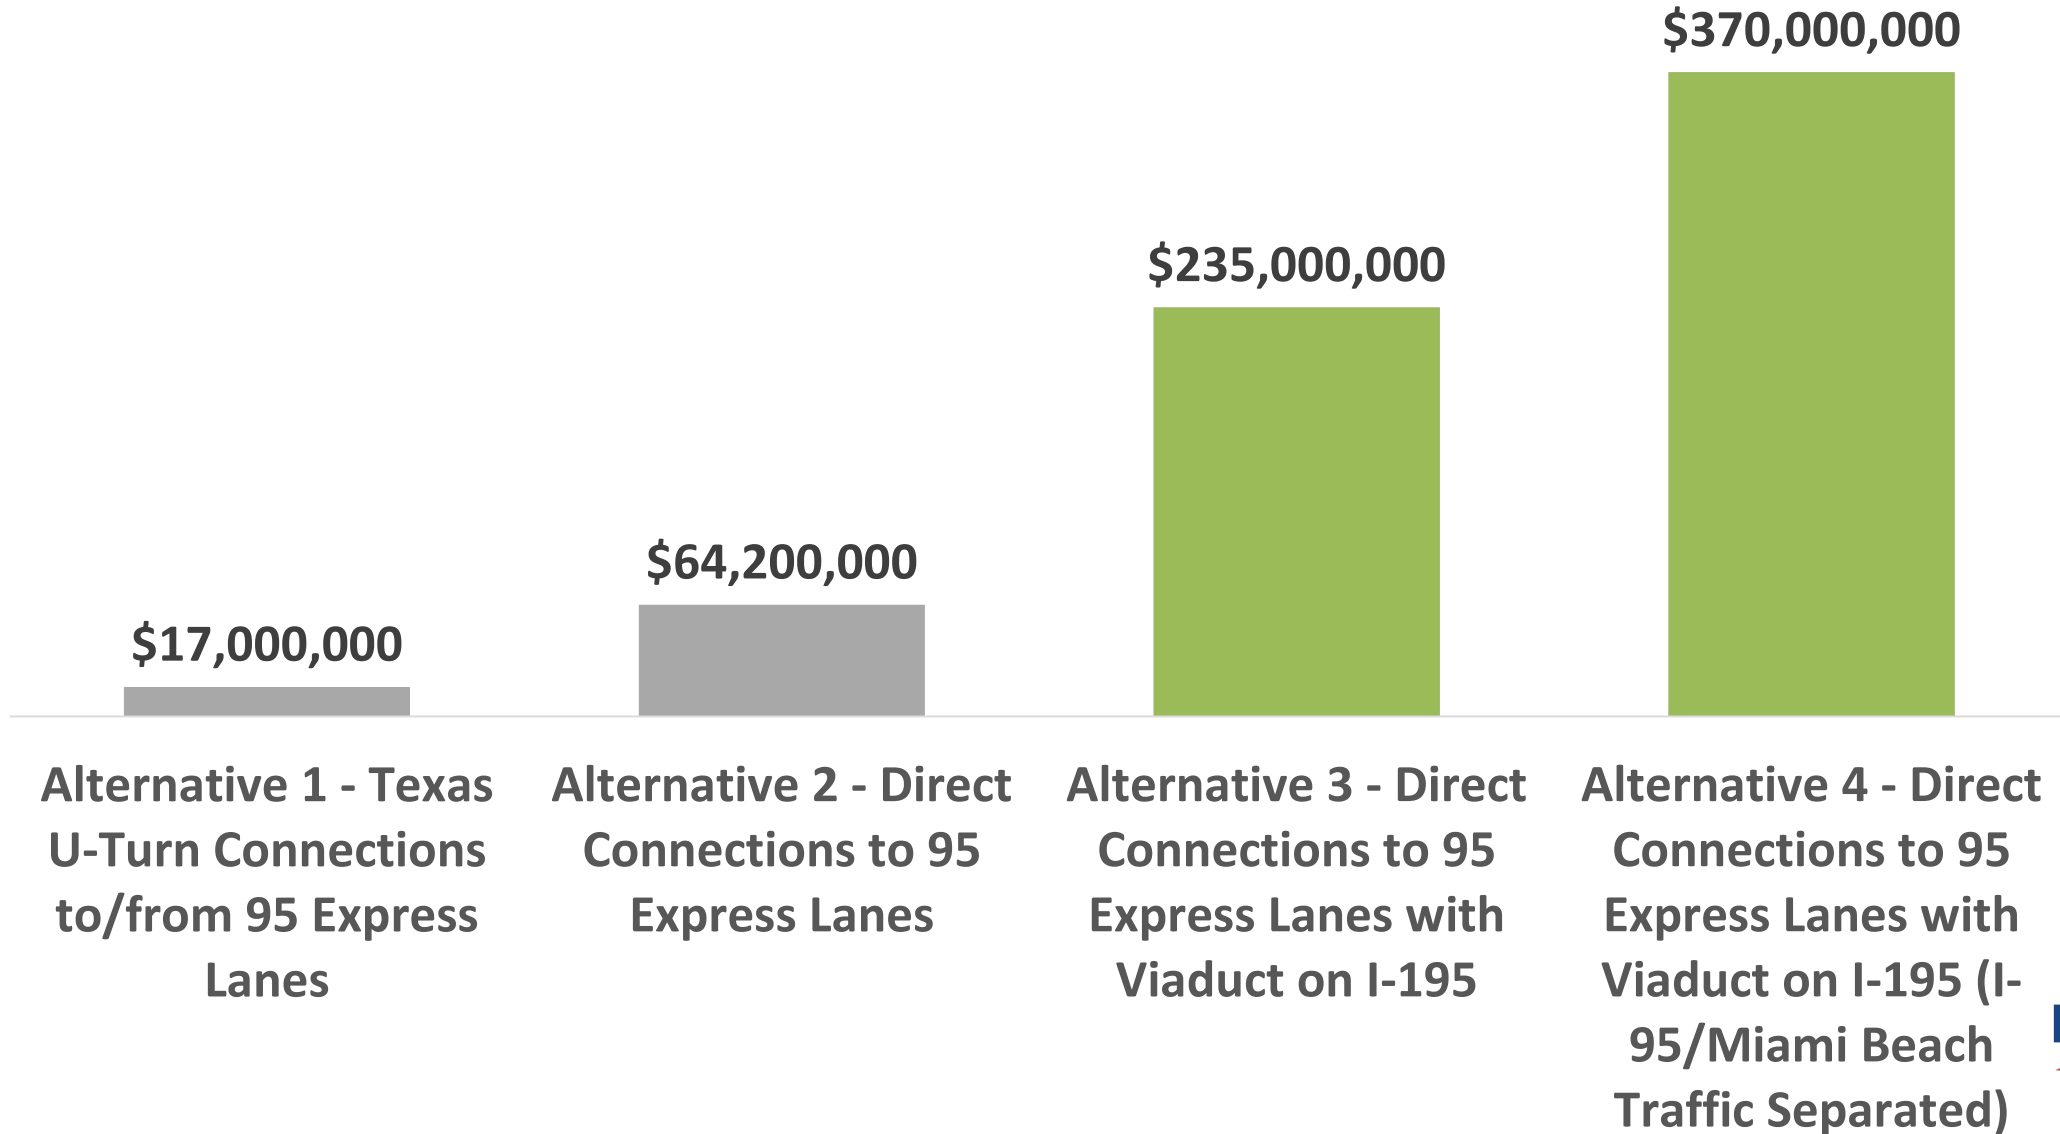 $370,000,000
$235,000,000
$64,200,000
$17,000,000
Alternative 1 - Texas
U-Turn Connections
to/from 95 Express
Lanes
Alternative 2 - Direct
Connections to 95
Express Lanes
Alternative 3 - Direct
Connections to 95
Express Lanes with
Viaduct on I-195
Alternative 4 - Direct
Connections to 95
Express Lanes with
Viaduct on I-195 (I-
95/Miami Beach
Traffic Separated)